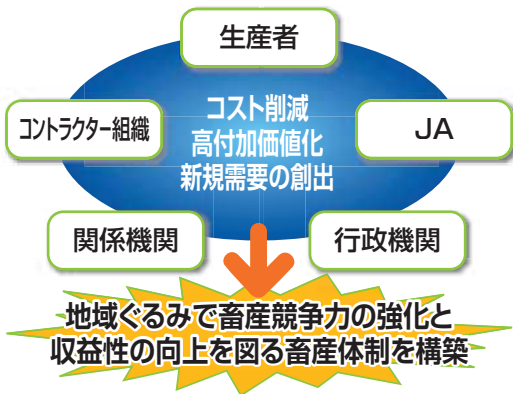 生産者
コントラクター組織
コスト削減
高付加価値化
新規需要の創出
JA
関係機関
行政機関
地域ぐるみで畜産競争力の強化と
収益性の向上を図る畜産体制を構築